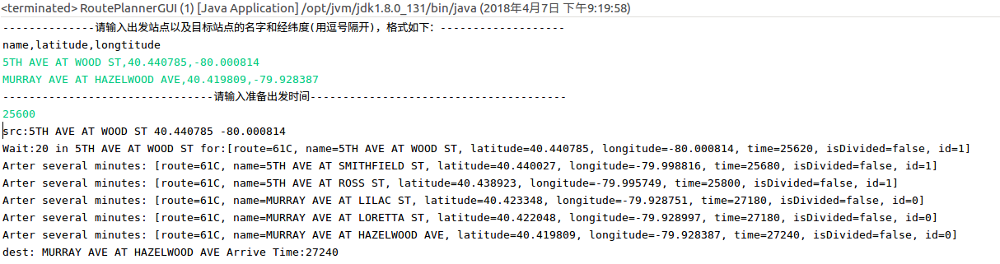 <terminated> RoutePlannerGUI (1) [Java Application] /opt/jvm/jdk1.8.0_131/bin/java (2018年4月7日 下午9:19:58)
--------------请输入出发站点以及目标站点的名字和经纬度(用逗号隔开)，格式如下：-------------------
name,latitude,longtitude
5TH AVE AT WOOD ST,40.440785,-80.000814
MURRAY AVE AT HAZELWOOD AVE,40.419809,-79.928387
--------------------------------请输入准备出发时间---------------------------------------
25600
src:5TH AVE AT WOOD ST 40.440785 -80.000814
Wait:20 in 5TH AVE AT WOOD ST for:[route=61C, name=5TH AVE AT WOOD ST, latitude=40.440785, longitude=-80.000814, time=25620, isDivided=false, id=1]
Arter several minutes: [route=61C, name=5TH AVE AT SMITHFIELD ST, latitude=40.440027, longitude=-79.998816, time=25680, isDivided=false, id=1]
Arter several minutes: [route=61C, name=5TH AVE AT ROSS ST, latitude=40.438923, longitude=-79.995749, time=25800, isDivided=false, id=1]
Arter several minutes: [route=61C, name=MURRAY AVE AT LILAC ST, latitude=40.423348, longitude=-79.928751, time=27180, isDivided=false, id=0]
Arter several minutes: [route=61C, name=MURRAY AVE AT LORETTA ST, latitude=40.422048, longitude=-79.928997, time=27180, isDivided=false, id=0]
Arter several minutes: [route=61C, name=MURRAY AVE AT HAZELWOOD AVE, latitude=40.419809, longitude=-79.928387, time=27240, isDivided=false, id=0]
dest: MURRAY AVE AT HAZELWOOD AVE Arrive Time:27240